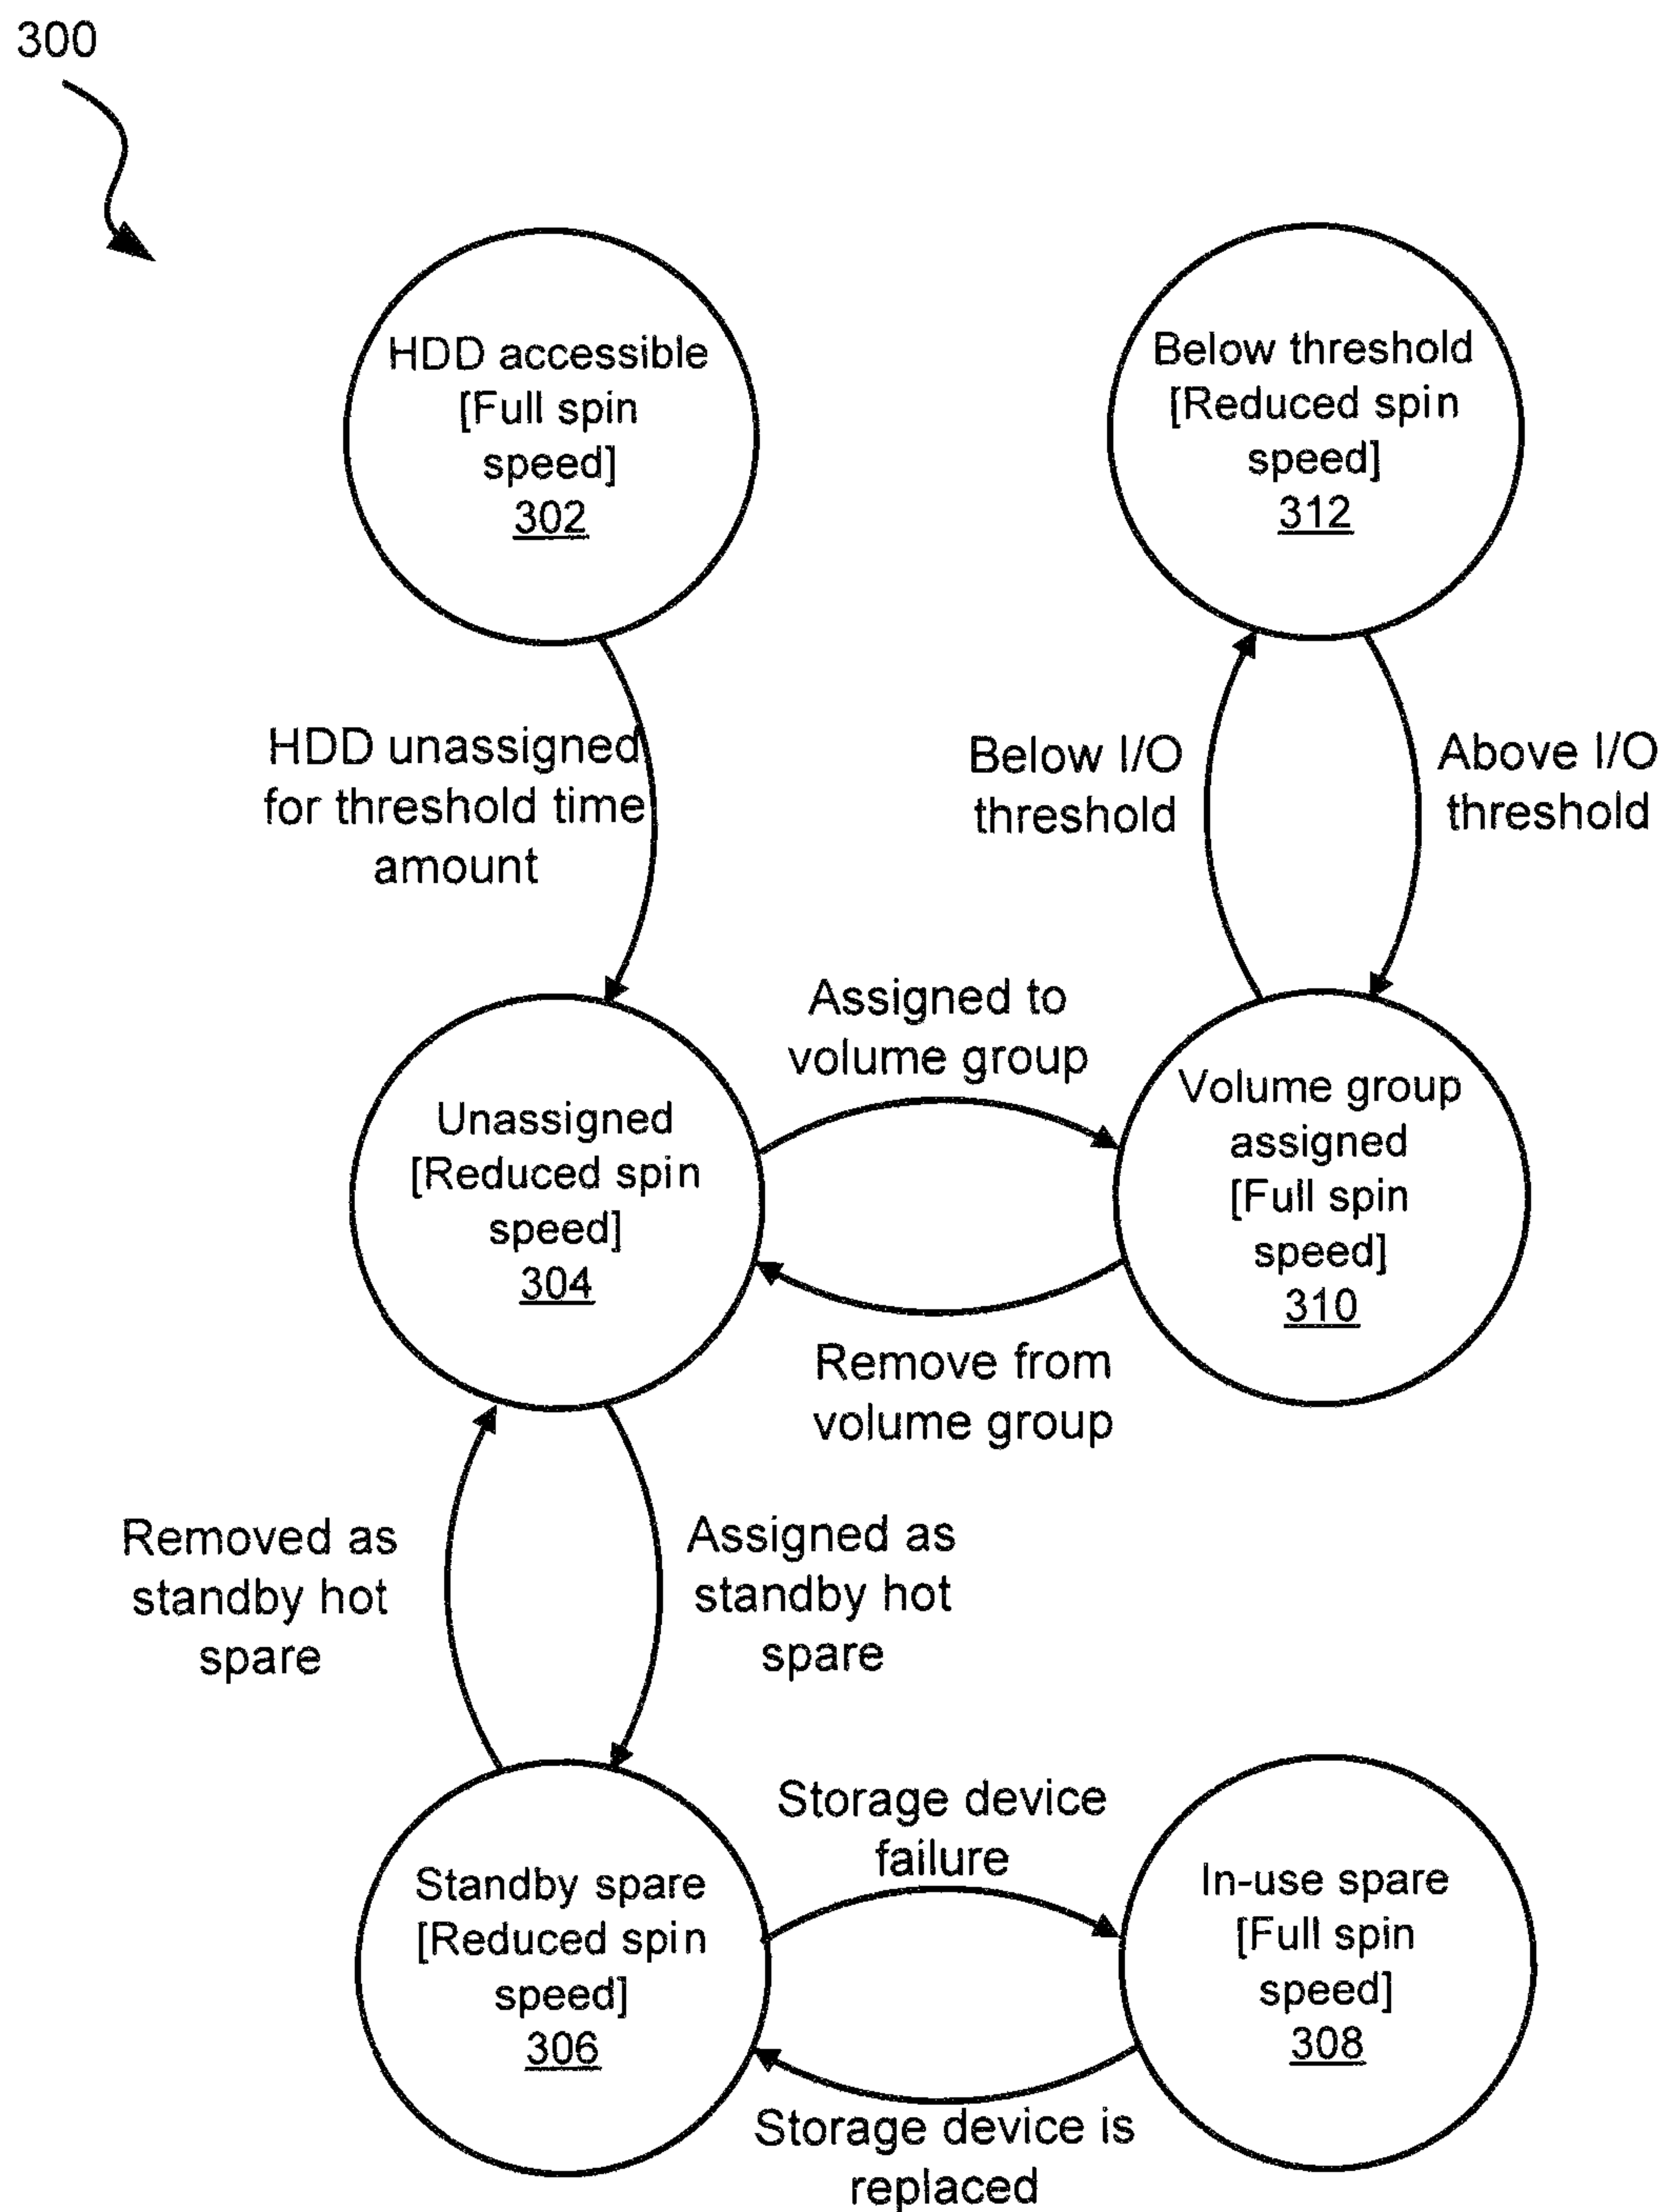 300
HDD accessible
[Full spin
speed]
302
Below threshold
[Reduced spin
speed]
312
HDD unassigned
for threshold time
amount
Below I/O
threshold
Above I/O
threshold
Assigned to
volume group
Unassigned
[Reduced spin
speed]
304
Volume group
assigned
[Full spin
speed]
310
Remove from
volume group
Removed as
standby hot
spare
Assigned as
standby hot
spare
Storage device
failure
Standby spare
[Reduced spin
speed]
306
In-use spare
[Full spin
speed]
308
Storage device is
replaced